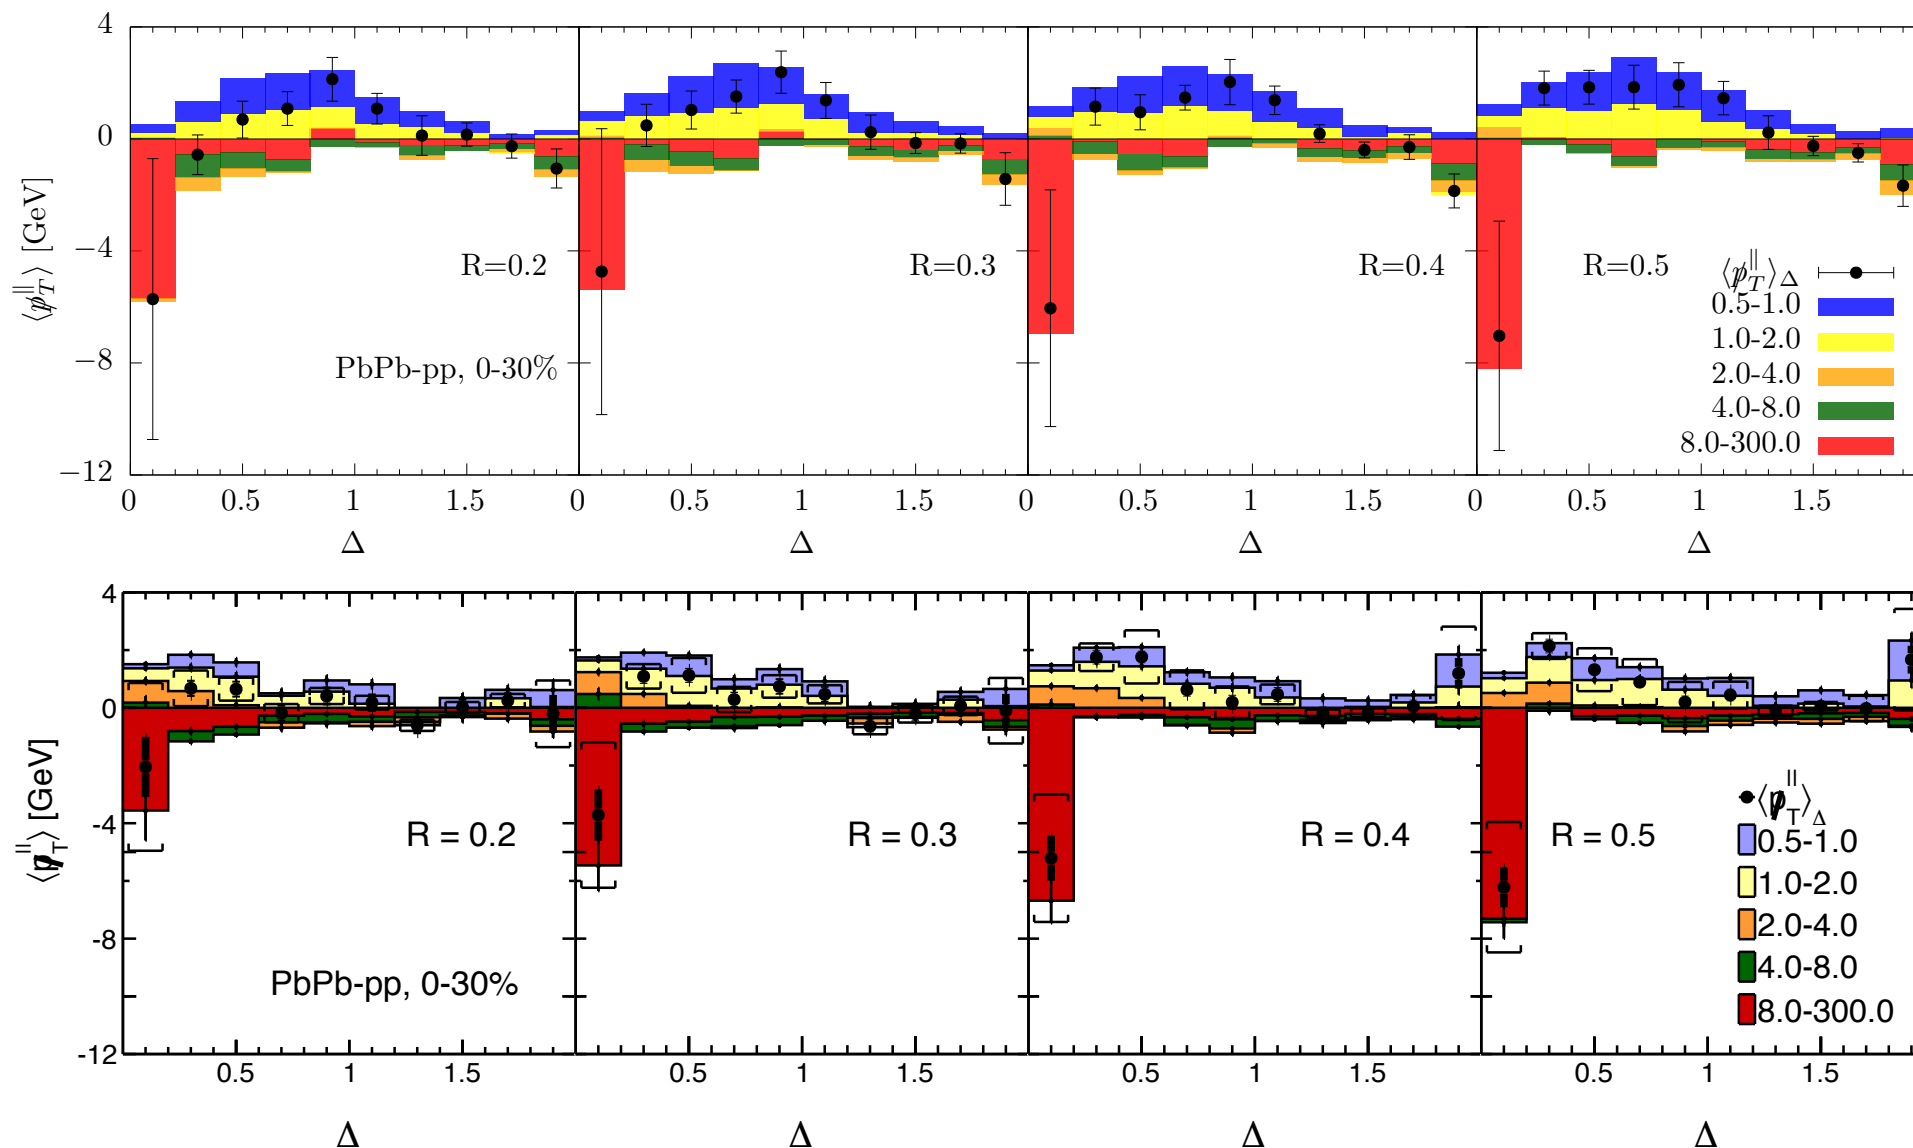 4
0
−4
−8
−12
⟨p̸_T^∥⟩ [GeV]
R=0.2
R=0.3
R=0.4
R=0.5
PbPb-pp, 0-30%
⟨p̸_T^∥⟩_Δ
0.5-1.0
1.0-2.0
2.0-4.0
4.0-8.0
8.0-300.0
0 0.5 1 1.5 0 0.5 1 1.5 0 0.5 1 1.5 0 0.5 1 1.5
Δ Δ Δ Δ
4
0
-4
-8
-12
⟨p̸_T^||⟩ [GeV]
R = 0.2
R = 0.3
R = 0.4
R = 0.5
PbPb-pp, 0-30%
⟨p̸_T^||⟩_Δ
0.5-1.0
1.0-2.0
2.0-4.0
4.0-8.0
8.0-300.0
0.5 1 1.5 0.5 1 1.5 0.5 1 1.5 0.5 1 1.5
Δ Δ Δ Δ